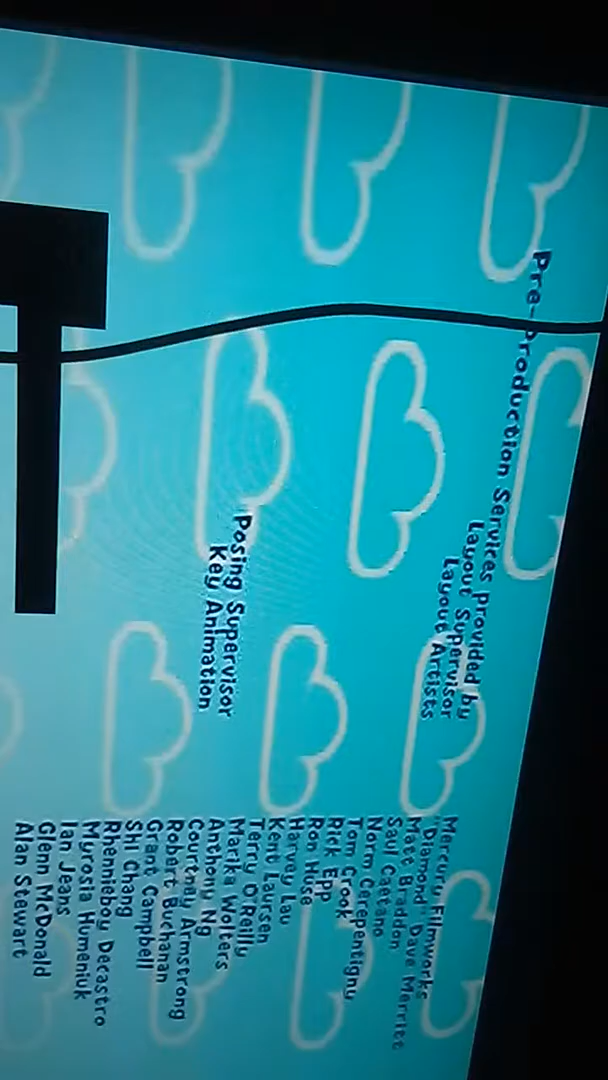 Pre-Production Services provided by Mercury Filmworks
Layout Supervisor "Diamond" Dave Merritt
Layout Artists Matt Braddon
Saul Caetano
Norm
Tom Crook
Rick Epp
Ron Huse
Harvey Lau
Kent Laursen
Terry O'Reilly
Marika Wolters
Posing Supervisor Anthony Ng
Key Animation Courtney Armstrong
Robert Buchanan
Grant Campbell
Shi Chang
Rhennieboy Decastro
Myrosia Humeniuk
Ian Jeans
Glenn McDonald
Alan Stewart